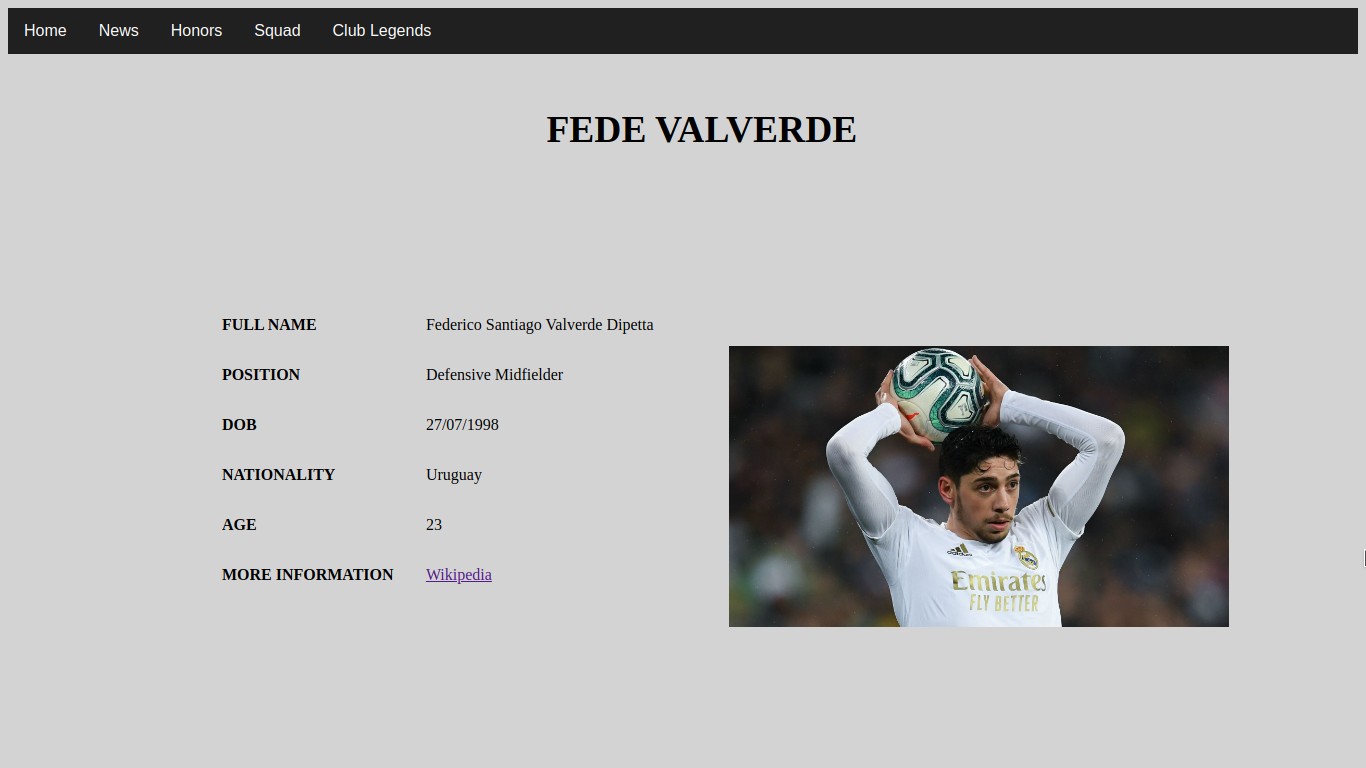 Home News Honors Squad Club Legends
FEDE VALVERDE
FULL NAME Federico Santiago Valverde Dipetta
POSITION Defensive Midfielder
DOB 27/07/1998
NATIONALITY Uruguay
AGE 23
MORE INFORMATION Wikipedia
adidas
Emirates
FLY BETTER